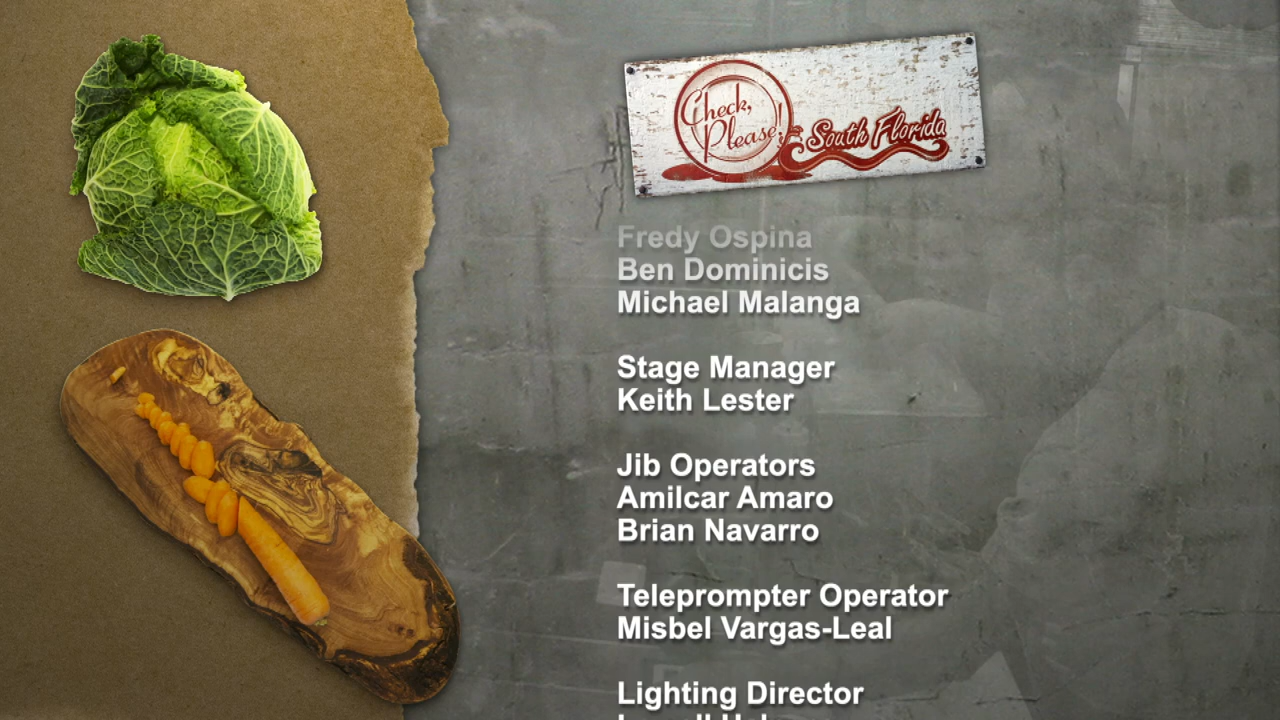 Check,
Please!
South Florida
Fredy Ospina
Ben Dominicis
Michael Malanga
Stage Manager
Keith Lester
Jib Operators
Amilcar Amaro
Brian Navarro
Teleprompter Operator
Misbel Vargas-Leal
Lighting Director